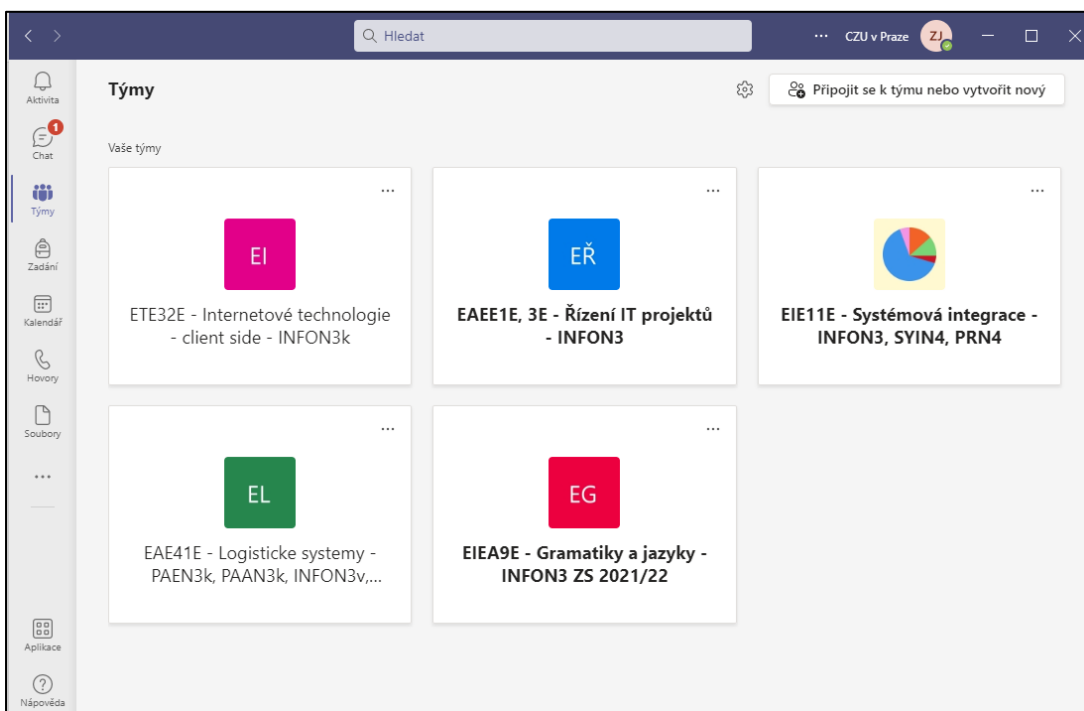 Hledat
CZU v Praze
ZJ
Aktivita
1
Chat
Týmy
Zadání
Kalendář
Hovory
Soubory
Aplikace
Nápověda
Týmy
Připojit se k týmu nebo vytvořit nový
Vaše týmy
EI
ETE32E - Internetové technologie
- client side - INFON3k
EŘ
EAEE1E, 3E - Řízení IT projektů
- INFON3
EIE11E - Systémová integrace -
INFON3, SYIN4, PRN4
EL
EAE41E - Logisticke systemy -
PAEN3k, PAAN3k, INFON3v,...
EG
EIEA9E - Gramatiky a jazyky -
INFON3 ZS 2021/22